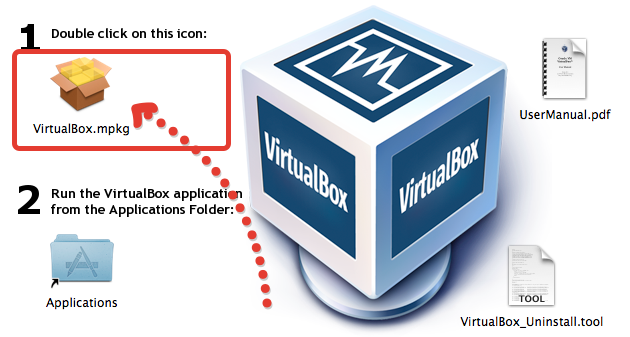 1 Double click on this icon:
VirtualBox.mpkg
2 Run the VirtualBox application
from the Applications Folder:
Applications
VirtualBox
VirtualBox
UserManual.pdf
TOOL
VirtualBox_Uninstall.tool